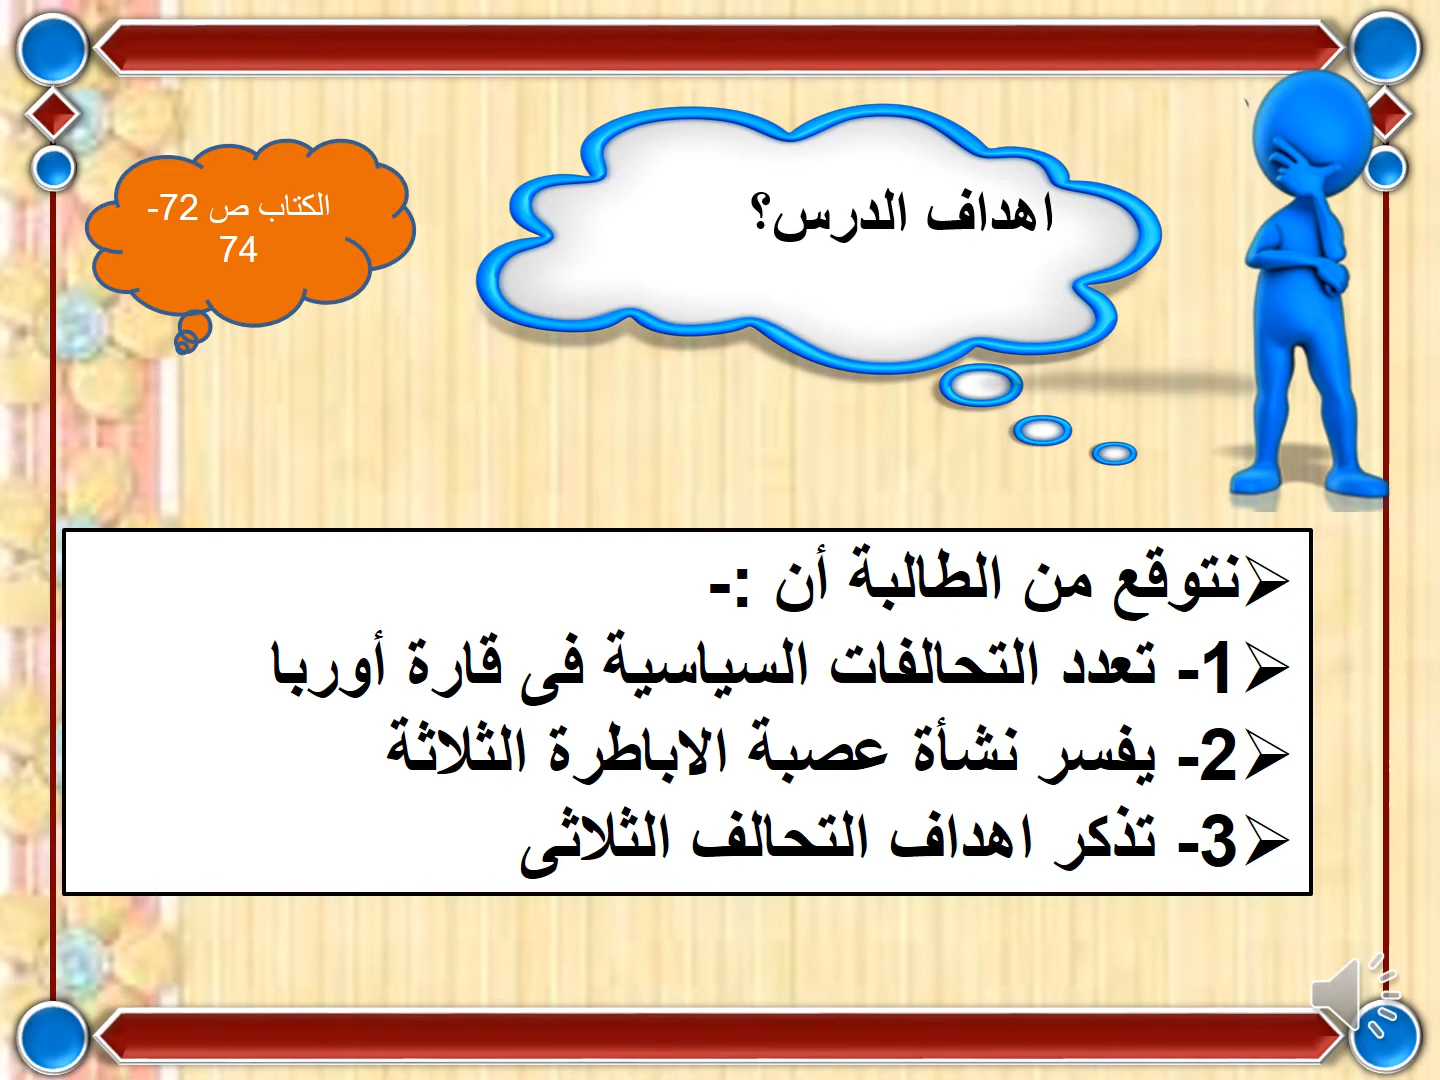 اهداف الدرس؟
الكتاب ص 72-
74
نتوقع من الطالبة أن :-
1- تعدد التحالفات السياسية فى قارة أوربا
2- يفسر نشأة عصبة الاباطرة الثلاثة
3- تذكر اهداف التحالف الثلاثى